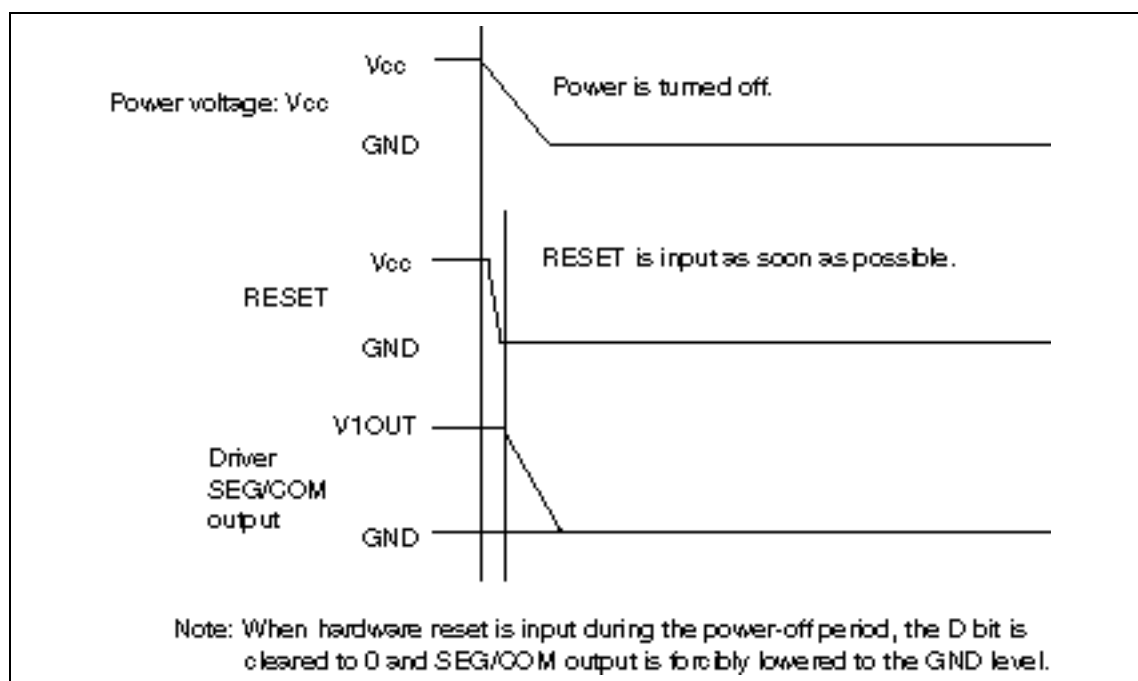 Vcc
Power is turned off.
Power voltage: Vcc
GND
Vcc
RESET is input as soon as possible.
RESET
GND
V1OUT
Driver
SEG/COM
output
GND
Note: When hardware reset is input during the power-off period, the D bit is
cleared to 0 and SEG/COM output is forcibly lowered to the GND level.